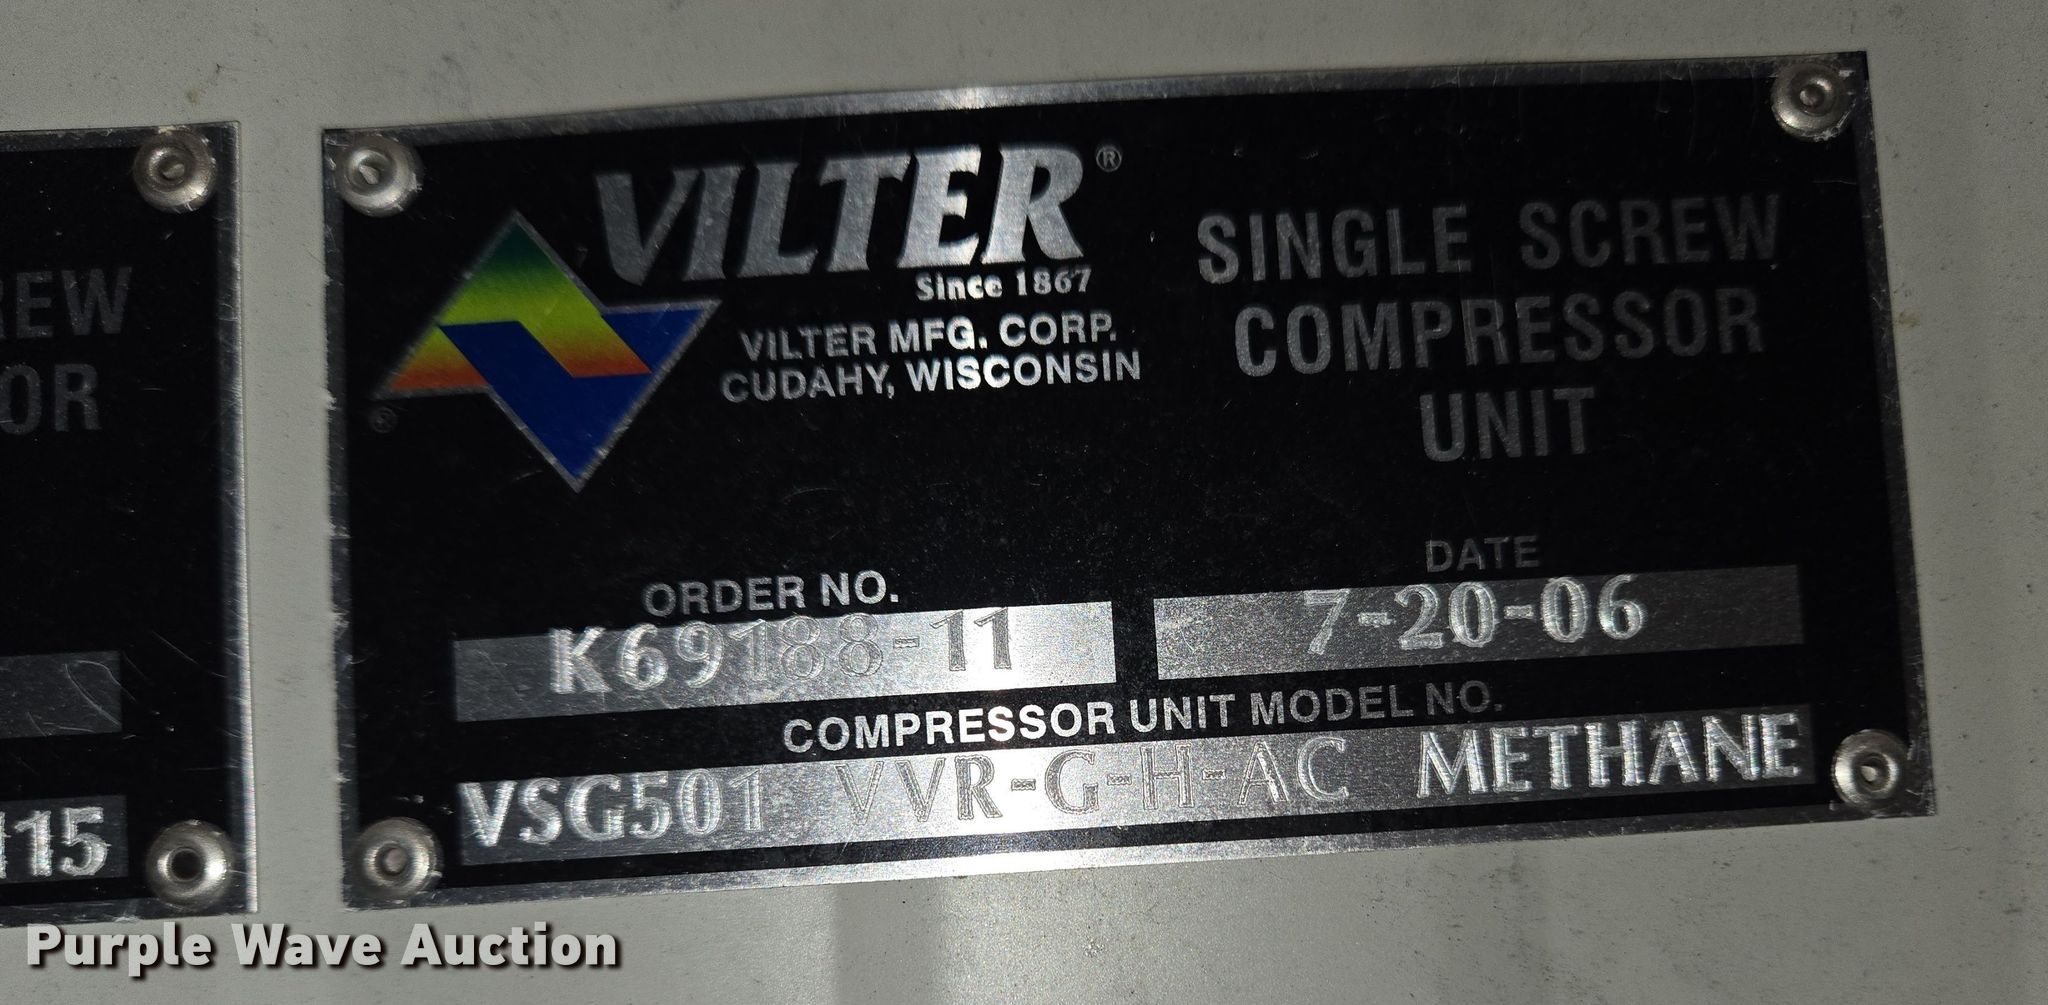 REW
OR
115
VILTER®
Since 1867
VILTER MFG. CORP.
CUDAHY, WISCONSIN
®
SINGLE SCREW
COMPRESSOR
UNIT
ORDER NO.
K69188-11
DATE
7-20-06
COMPRESSOR UNIT MODEL NO.
VSG501 VVR-G-H-AC METHANE
Purple Wave Auction